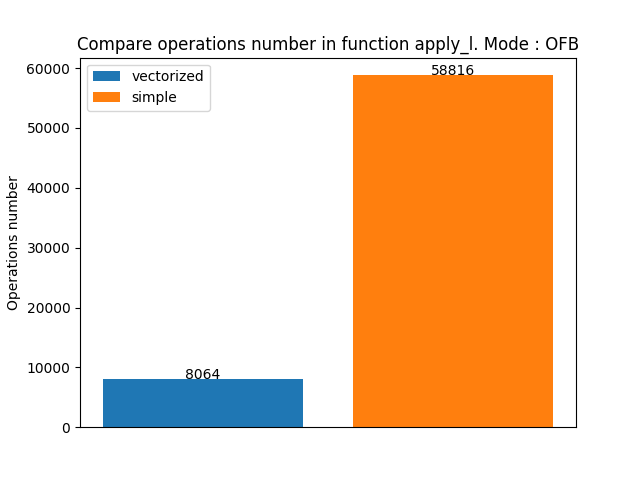 Compare operations number in function apply_l. Mode : OFB
vectorized
simple
Operations number
60000
50000
40000
30000
20000
10000
0
58816
8064